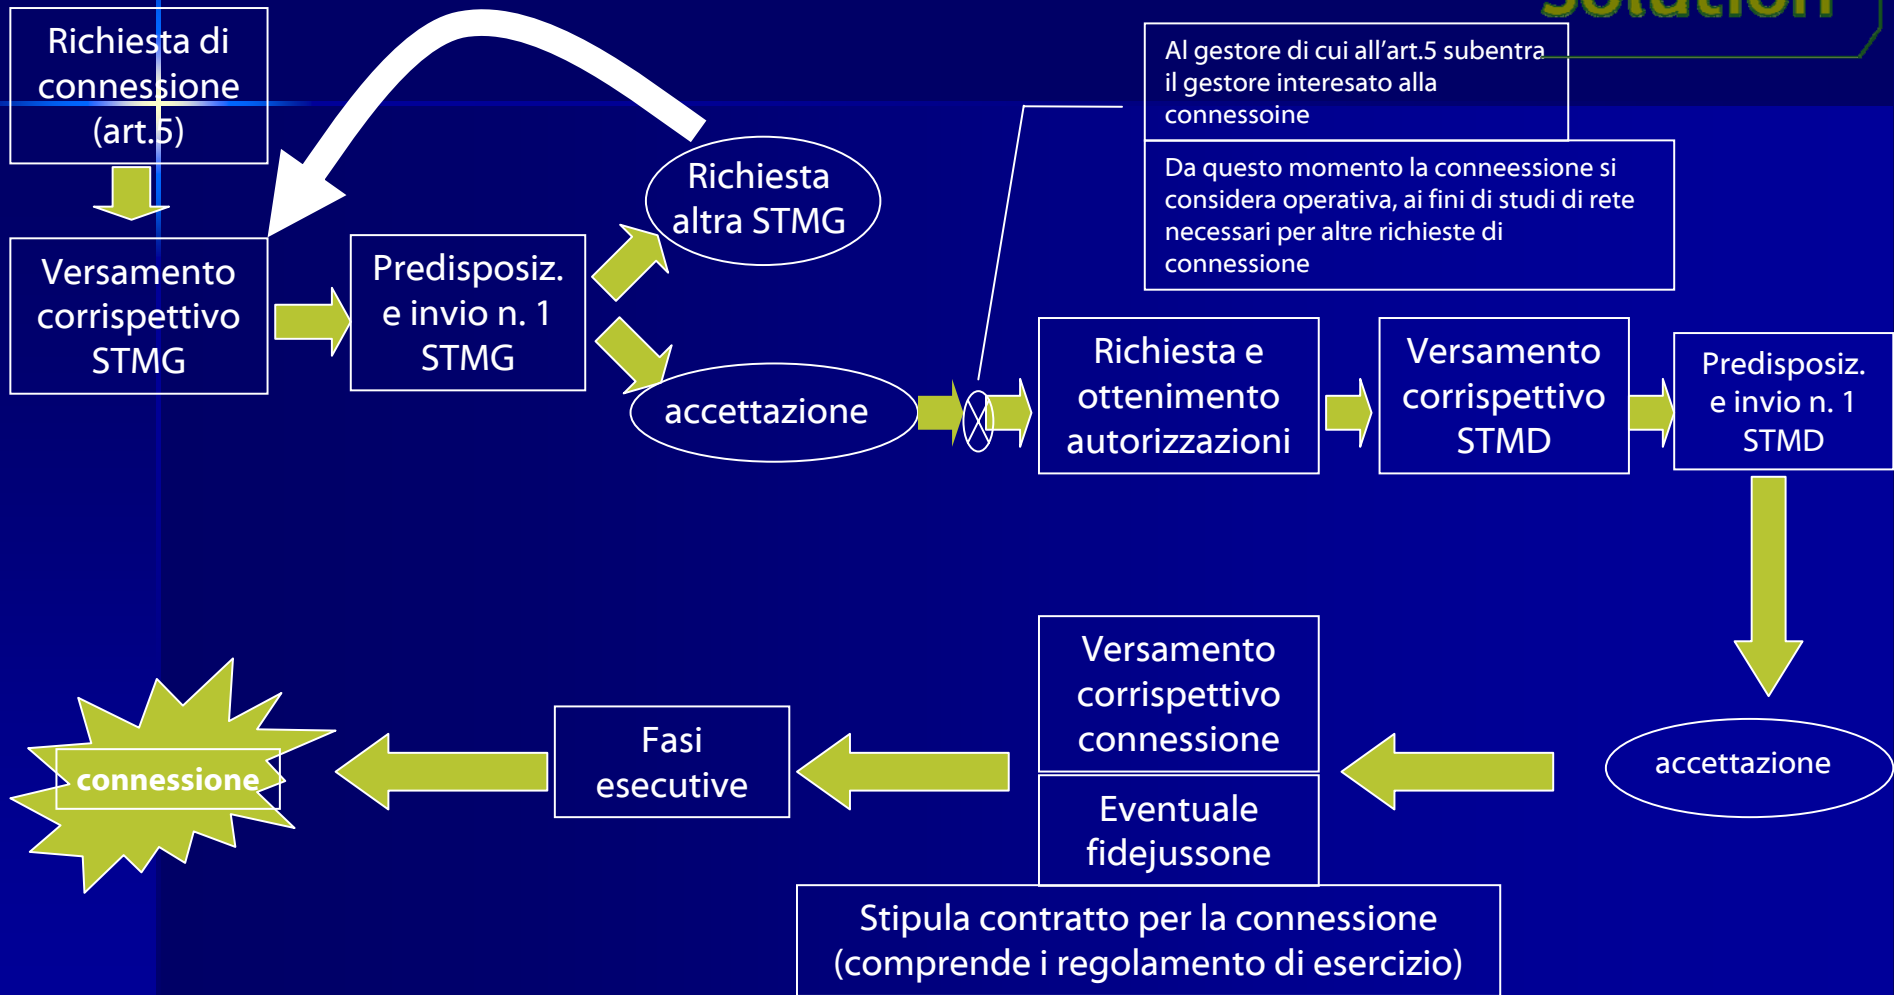 Solution
Richiesta di
connessione
(art.5)
Al gestore di cui all'art.5 subentra
il gestore interesato alla
connessoine
Da questo momento la conneessione si
considera operativa, ai fini di studi di rete
necessari per altre richieste di
connessione
Richiesta
altra STMG
Versamento
corrispettivo
STMG
Predisposiz.
e invio n. 1
STMG
accettazione
Richiesta e
ottenimento
autorizzazioni
Versamento
corrispettivo
STMD
Predisposiz.
e invio n. 1
STMD
accettazione
Versamento
corrispettivo
connessione
Eventuale
fidejussone
Stipula contratto per la connessione
(comprende i regolamento di esercizio)
Fasi
esecutive
connessione